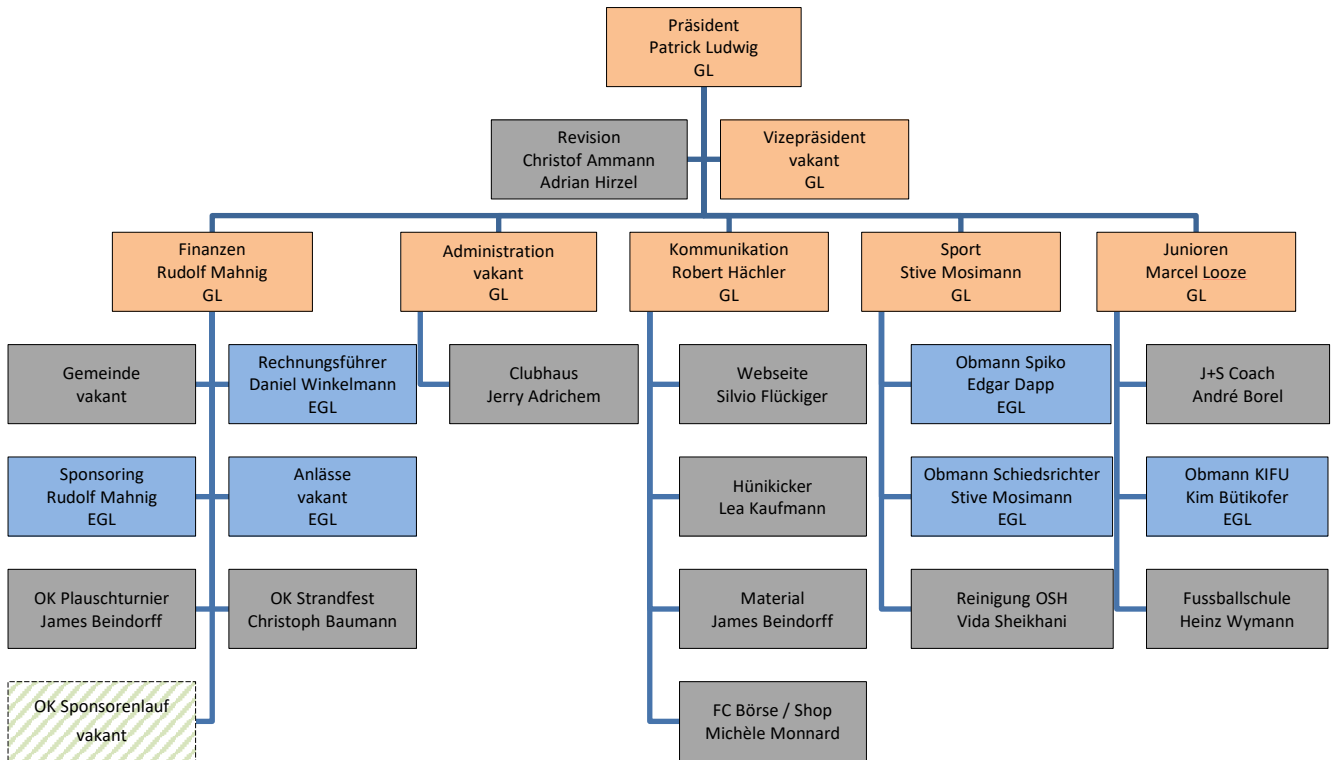 Präsident
Patrick Ludwig
GL
Revision
Christof Ammann
Adrian Hirzel
Vizepräsident
vakant
GL
Finanzen
Rudolf Mahnig
GL
Administration
vakant
GL
Kommunikation
Robert Hächler
GL
Sport
Stive Mosimann
GL
Junioren
Marcel Looze
GL
Gemeinde
vakant
Rechnungsführer
Daniel Winkelmann
EGL
Clubhaus
Jerry Adrichem
Webseite
Silvio Flückiger
Obmann Spiko
Edgar Dapp
EGL
J+S Coach
André Borel
Sponsoring
Rudolf Mahnig
EGL
Anlässe
vakant
EGL
Hünikicker
Lea Kaufmann
Obmann Schiedsrichter
Stive Mosimann
EGL
Obmann KIFU
Kim Bütikofer
EGL
OK Plauschturnier
James Beindorff
OK Strandfest
Christoph Baumann
Material
James Beindorff
Reinigung OSH
Vida Sheikhani
Fussballschule
Heinz Wymann
OK Sponsorenlauf
vakant
FC Börse / Shop
Michèle Monnard